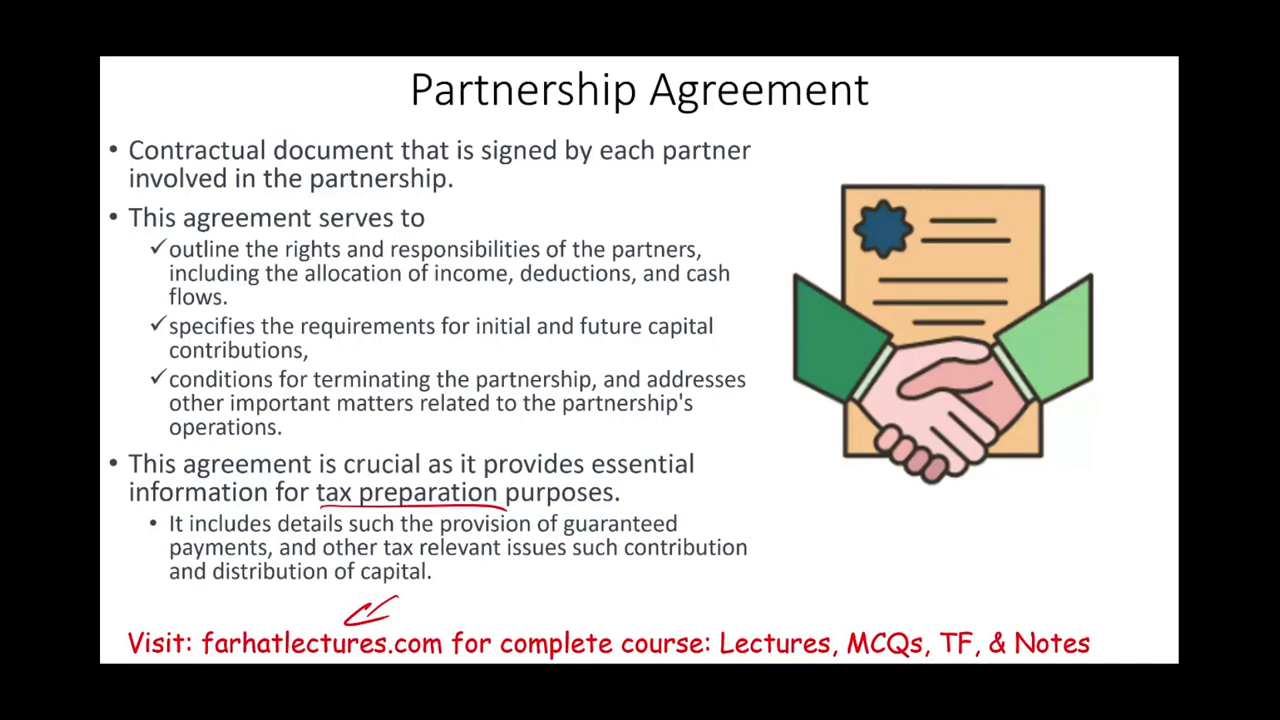 Partnership Agreement
• Contractual document that is signed by each partner
involved in the partnership.
• This agreement serves to
✓outline the rights and responsibilities of the partners,
including the allocation of income, deductions, and cash
flows.
✓specifies the requirements for initial and future capital
contributions,
✓conditions for terminating the partnership, and addresses
other important matters related to the partnership's
operations.
• This agreement is crucial as it provides essential
information for tax preparation purposes.
• It includes details such the provision of guaranteed
payments, and other tax relevant issues such contribution
and distribution of capital.
Visit: farhatlectures.com for complete course: Lectures, MCQs, TF, & Notes